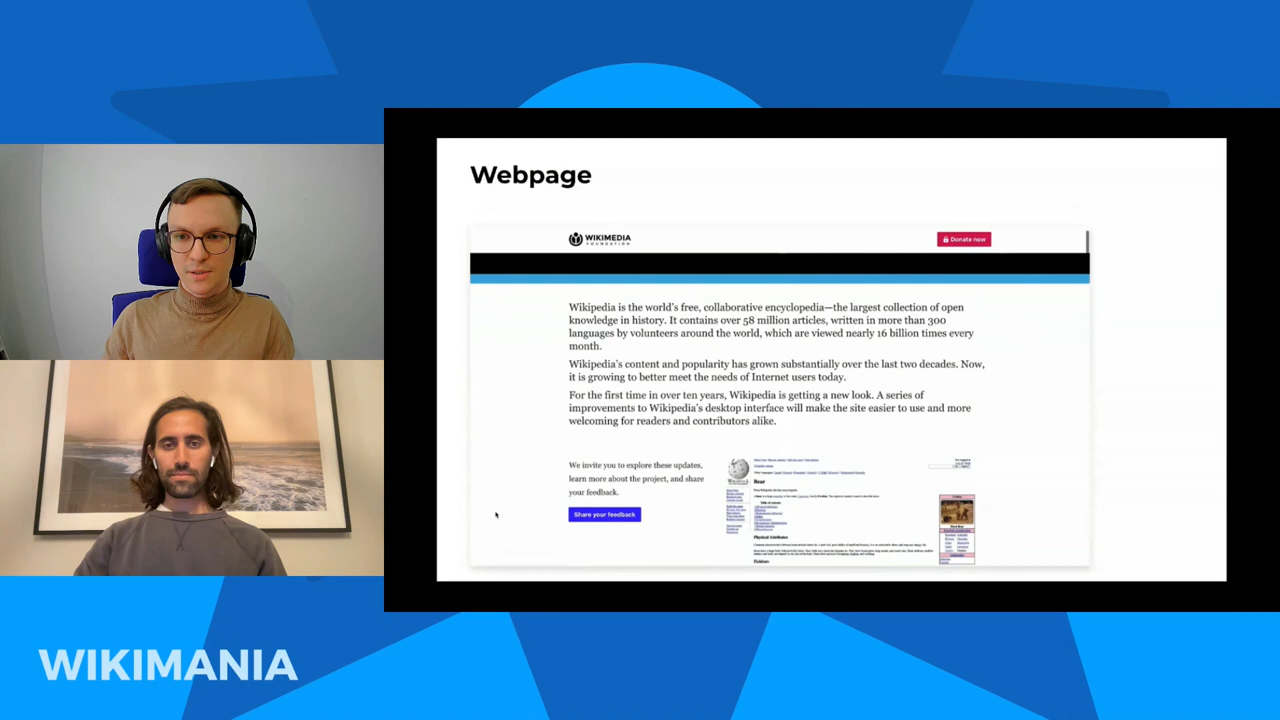 Webpage
WIKIMEDIA
FOUNDATION
Donate now
Wikipedia is the world's free, collaborative encyclopedia—the largest collection of open
knowledge in history. It contains over 58 million articles, written in more than 300
languages by volunteers around the world, which are viewed nearly 16 billion times every
month.
Wikipedia's content and popularity has grown substantially over the last two decades. Now,
it is growing to better meet the needs of Internet users today.
For the first time in over ten years, Wikipedia is getting a new look. A series of
improvements to Wikipedia's desktop interface will make the site easier to use and more
welcoming for readers and contributors alike.
We invite you to explore these updates,
learn more about the project, and share
your feedback.
Share your feedback
Bear
Physical Attributes
WIKIMANIA